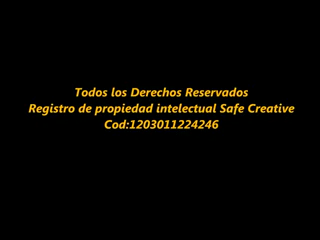 Todos los Derechos Reservados
Registro de propiedad intelectual Safe Creative
Cod:1203011224246